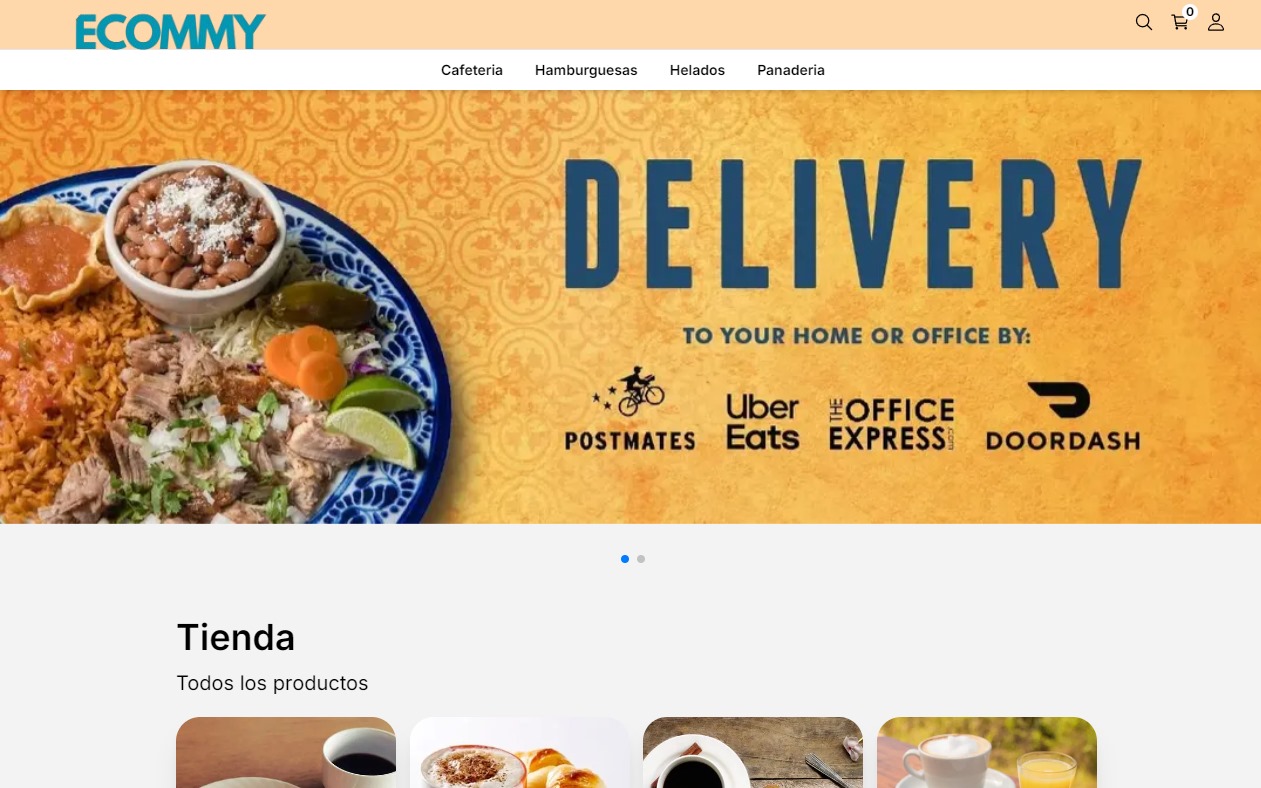 ECOMMY
0
Cafeteria Hamburguesas Helados Panaderia
DELIVERY
TO YOUR HOME OR OFFICE BY:
POSTMATES
Uber
Eats
THE OFFICE
EXPRESS.com
DOORDASH
Tienda
Todos los productos